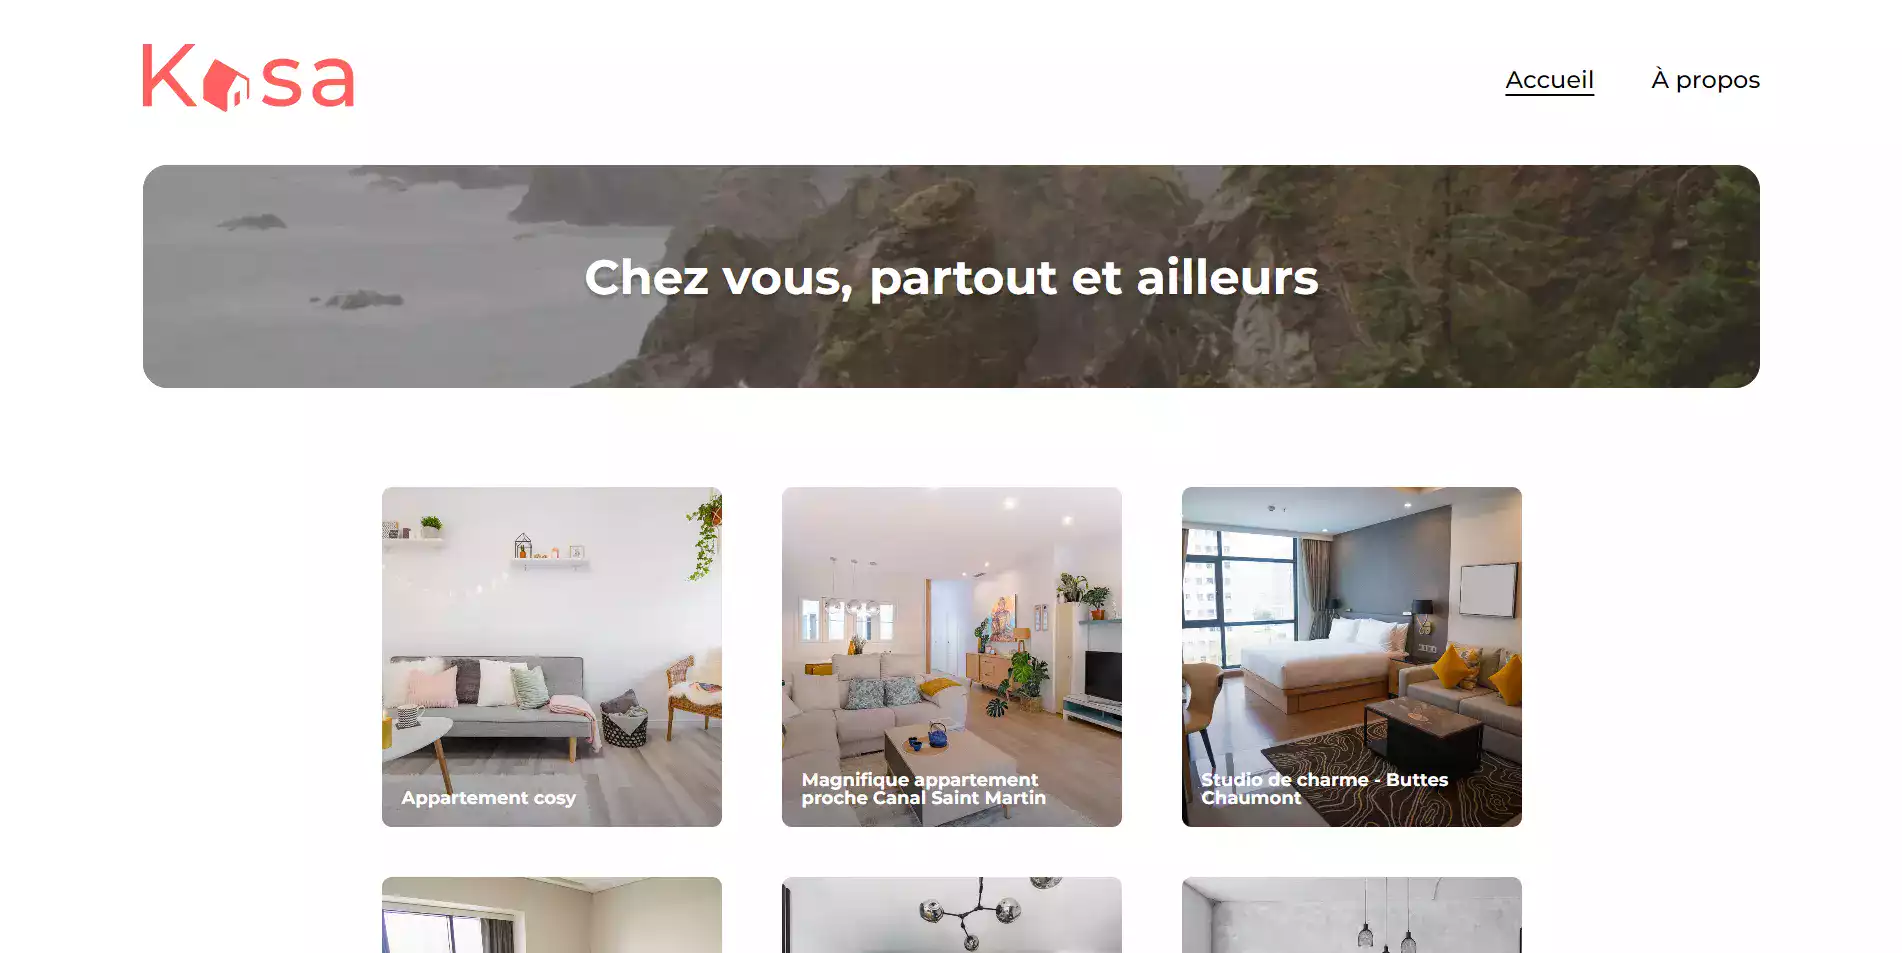 Kasa
Accueil
À propos
Chez vous, partout et ailleurs
Appartement cosy
Magnifique appartement
proche Canal Saint Martin
Studio de charme - Buttes
Chaumont